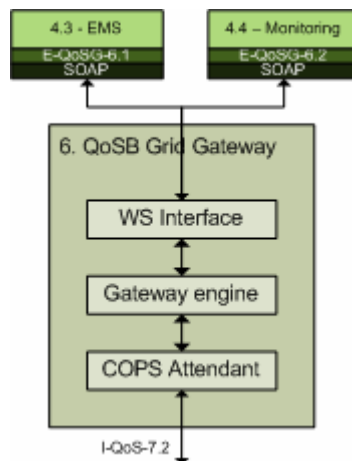 4.3 - EMS
E-QoSG-6.1
SOAP
4.4 – Monitoring
E-QoSG-6.2
SOAP
6. QoSB Grid Gateway
WS Interface
Gateway engine
COPS Attendant
I-QoS-7.2